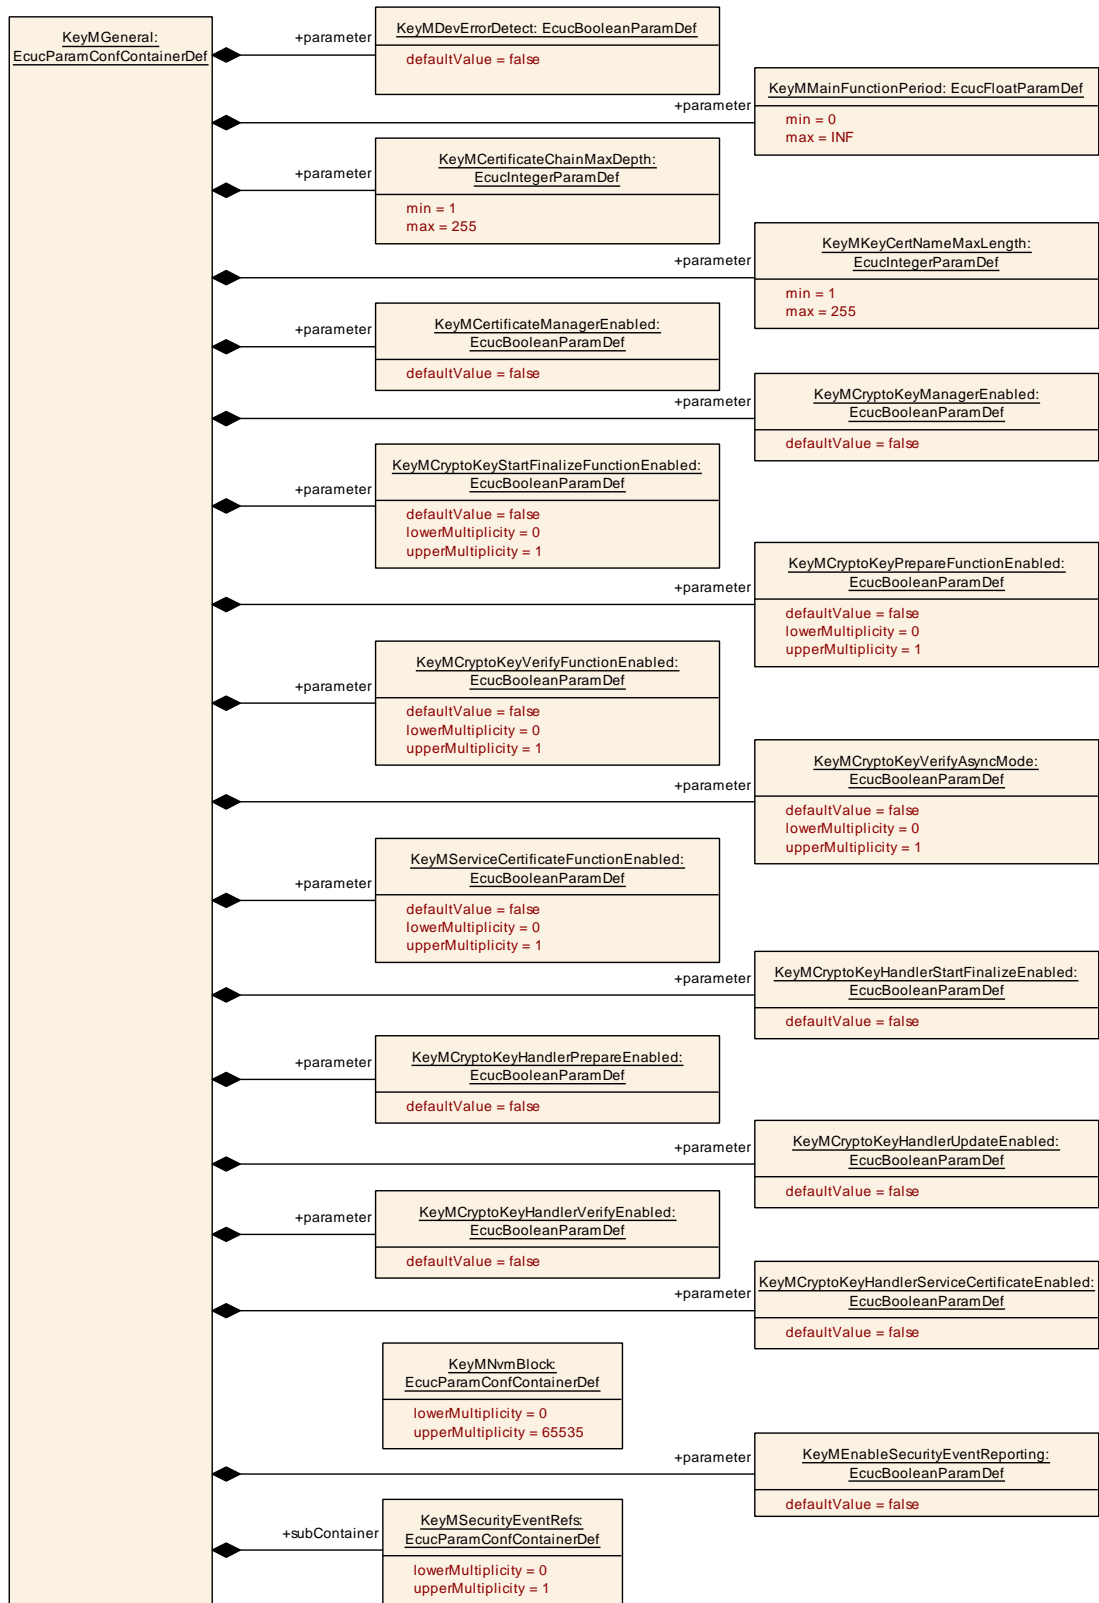 KeyMGeneral:
EcucParamConfContainerDef
+parameter
KeyMDevErrorDetect: EcucBooleanParamDef
defaultValue = false
+parameter
KeyMMainFunctionPeriod: EcucFloatParamDef
min = 0
max = INF
+parameter
KeyMCertificateChainMaxDepth:
EcucIntegerParamDef
min = 1
max = 255
+parameter
KeyMKeyCertNameMaxLength:
EcucIntegerParamDef
min = 1
max = 255
+parameter
KeyMCertificateManagerEnabled:
EcucBooleanParamDef
defaultValue = false
+parameter
KeyMCryptoKeyManagerEnabled:
EcucBooleanParamDef
defaultValue = false
+parameter
KeyMCryptoKeyStartFinalizeFunctionEnabled:
EcucBooleanParamDef
defaultValue = false
lowerMultiplicity = 0
upperMultiplicity = 1
+parameter
KeyMCryptoKeyPrepareFunctionEnabled:
EcucBooleanParamDef
defaultValue = false
lowerMultiplicity = 0
upperMultiplicity = 1
+parameter
KeyMCryptoKeyVerifyFunctionEnabled:
EcucBooleanParamDef
defaultValue = false
lowerMultiplicity = 0
upperMultiplicity = 1
+parameter
KeyMCryptoKeyVerifyAsyncMode:
EcucBooleanParamDef
defaultValue = false
lowerMultiplicity = 0
upperMultiplicity = 1
+parameter
KeyMServiceCertificateFunctionEnabled:
EcucBooleanParamDef
defaultValue = false
lowerMultiplicity = 0
upperMultiplicity = 1
+parameter
KeyMCryptoKeyHandlerStartFinalizeEnabled:
EcucBooleanParamDef
defaultValue = false
+parameter
KeyMCryptoKeyHandlerPrepareEnabled:
EcucBooleanParamDef
defaultValue = false
+parameter
KeyMCryptoKeyHandlerUpdateEnabled:
EcucBooleanParamDef
defaultValue = false
+parameter
KeyMCryptoKeyHandlerVerifyEnabled:
EcucBooleanParamDef
defaultValue = false
+parameter
KeyMCryptoKeyHandlerServiceCertificateEnabled:
EcucBooleanParamDef
defaultValue = false
KeyMNvmBlock:
EcucParamConfContainerDef
lowerMultiplicity = 0
upperMultiplicity = 65535
+parameter
KeyMEnableSecurityEventReporting:
EcucBooleanParamDef
defaultValue = false
+subContainer
KeyMSecurityEventRefs:
EcucParamConfContainerDef
lowerMultiplicity = 0
upperMultiplicity = 1